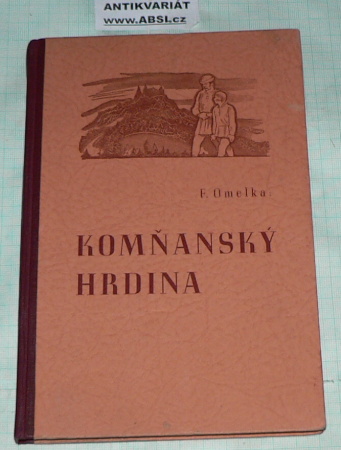 ANTIKVARIÁT
www.ABSI.cz
F. Omelka
KOMŇANSKÝ
HRDINA